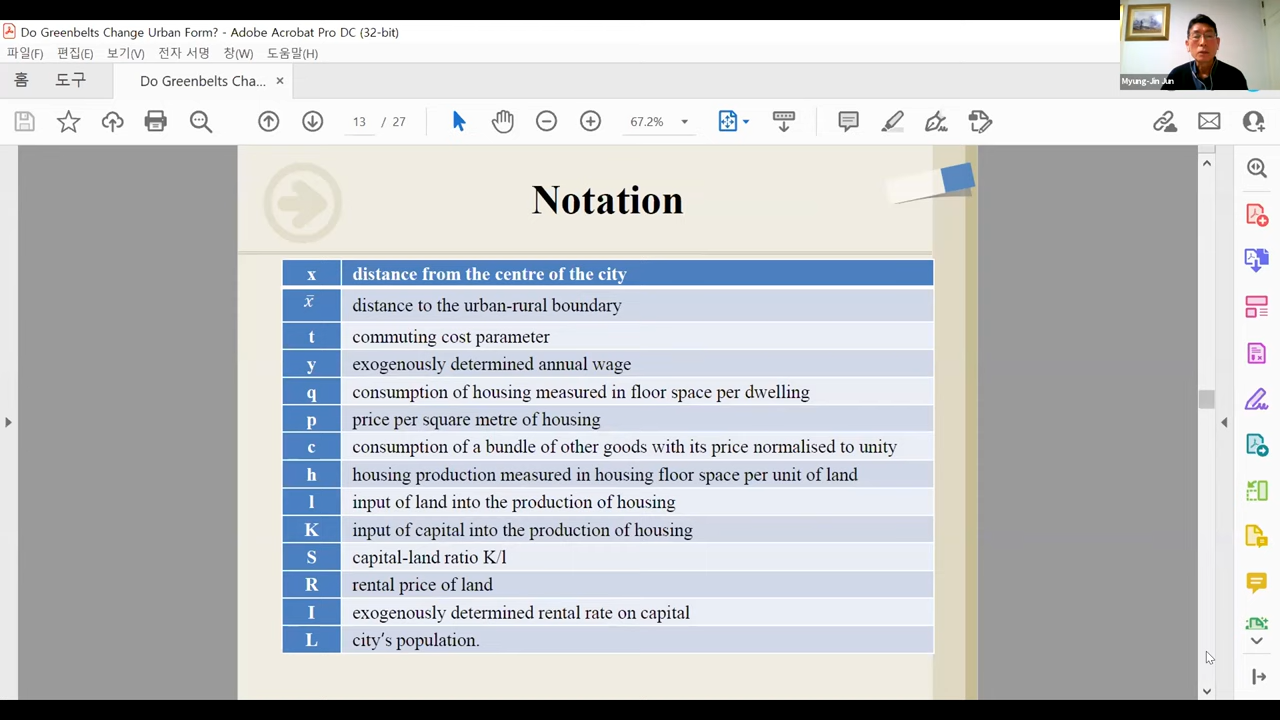 Do Greenbelts Change Urban Form? - Adobe Acrobat Pro DC (32-bit)
파일(F) 편집(E) 보기(V) 전자 서명 창(W) 도움말(H)
홈 도구 Do Greenbelts Cha... ×
13 / 27 67.2%
Myung-Jin Jun
Notation
x distance from the centre of the city
x̄ distance to the urban-rural boundary
t commuting cost parameter
y exogenously determined annual wage
q consumption of housing measured in floor space per dwelling
p price per square metre of housing
c consumption of a bundle of other goods with its price normalised to unity
h housing production measured in housing floor space per unit of land
l input of land into the production of housing
K input of capital into the production of housing
S capital-land ratio K/l
R rental price of land
I exogenously determined rental rate on capital
L city's population.